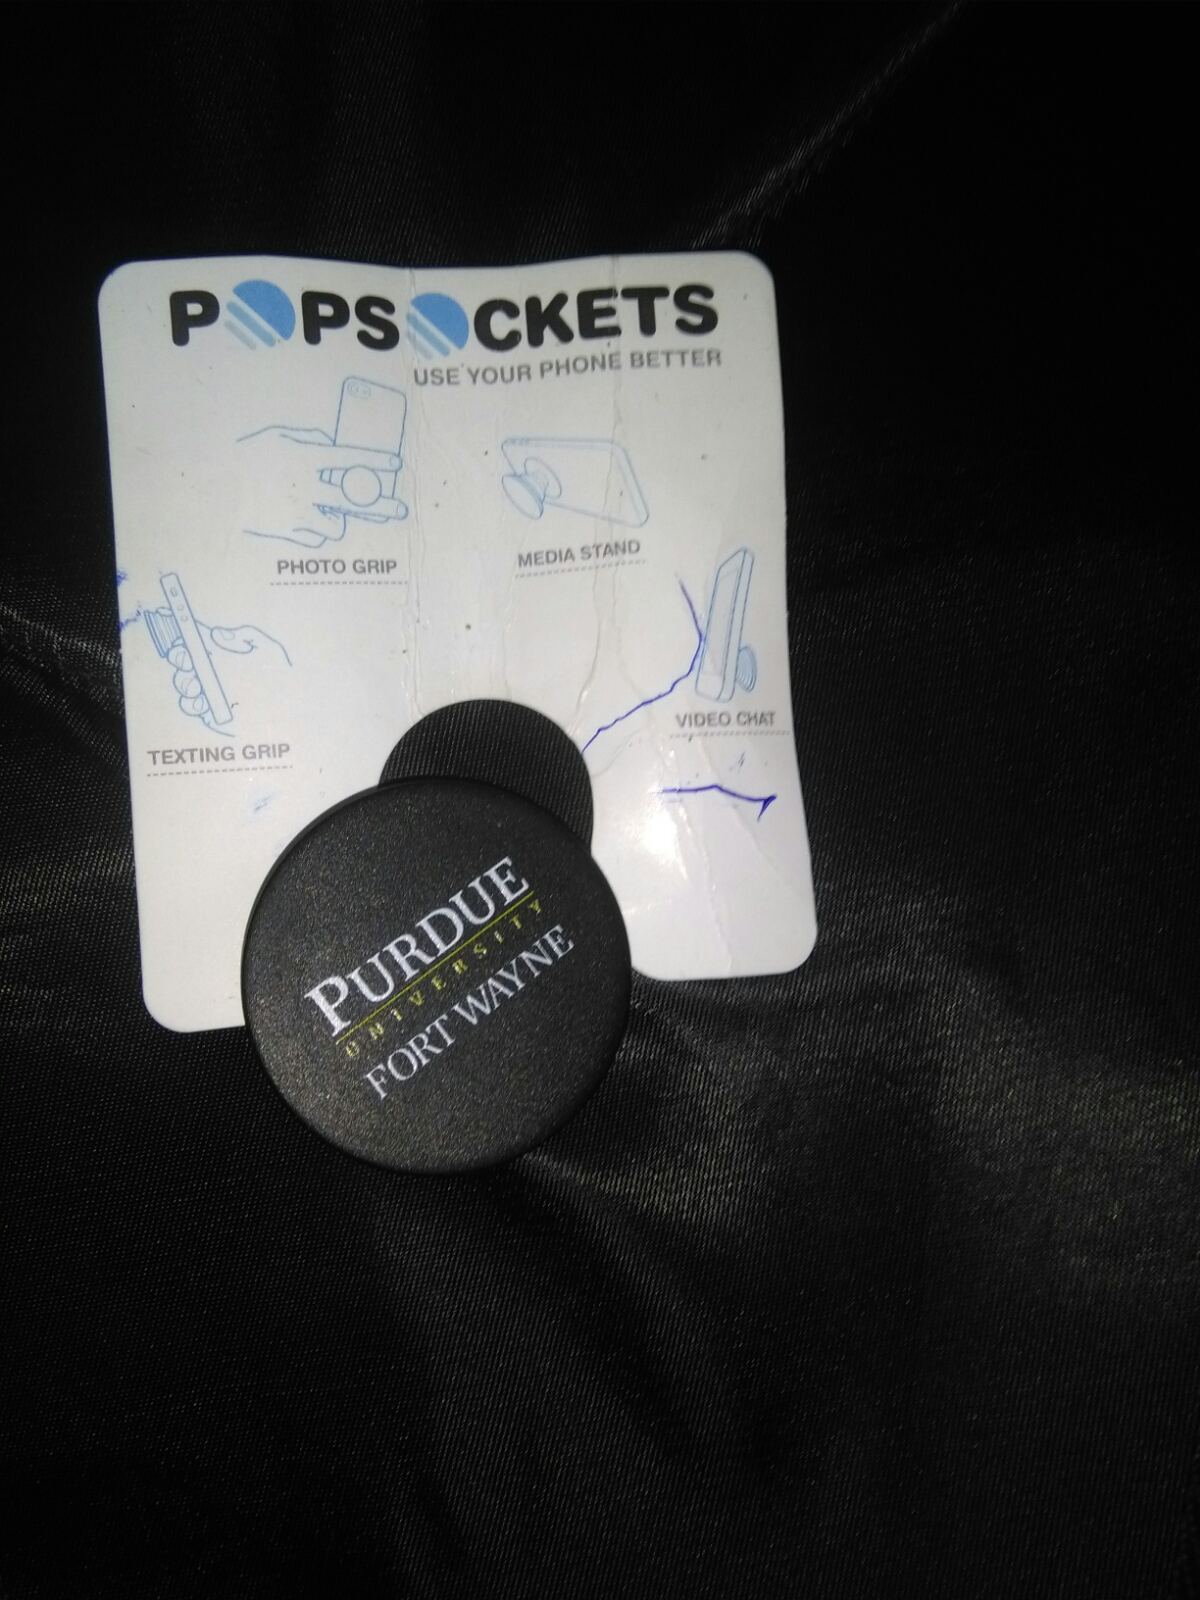 POPSOCKETS
USE YOUR PHONE BETTER
PHOTO GRIP
MEDIA STAND
TEXTING GRIP
VIDEO CHAT
PURDUE
UNIVERSITY
FORT WAYNE